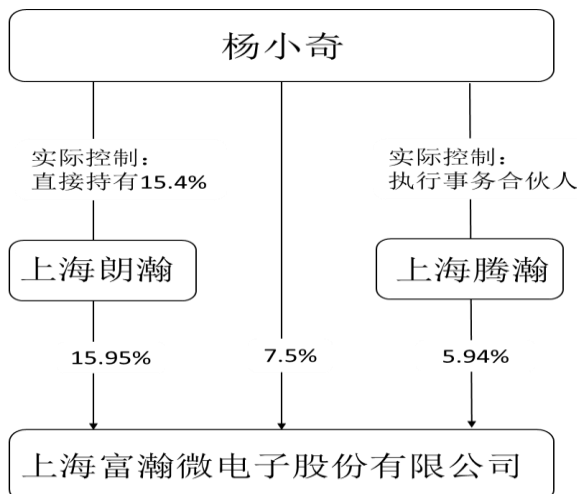 杨小奇
实际控制：
直接持有15.4%
实际控制：
执行事务合伙人
上海朗瀚
上海腾瀚
15.95%
7.5%
5.94%
上海富瀚微电子股份有限公司